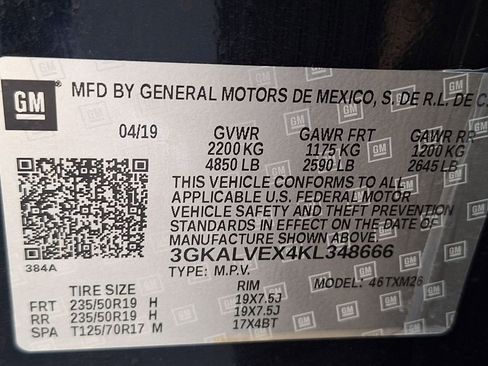 GM MFD BY GENERAL MOTORS DE MEXICO, S. DE R.L. DE C.
04/19 GVWR GAWR FRT GAWR RR
2200 KG 1175 KG 1200 KG
4850 LB 2590 LB 2645 LB
THIS VEHICLE CONFORMS TO ALL
APPLICABLE U.S. FEDERAL MOTOR
VEHICLE SAFETY AND THEFT PREVENTION
STANDARDS IN EFFECT ON THE DATE OF
MANUFACTURE SHOWN ABOVE.
384A 3GKALVEX4KL348666
TYPE: M.P.V. MODEL: 46TXM26
TIRE SIZE RIM
FRT 235/50R19 H 19X7.5J
RR 235/50R19 H 19X7.5J
SPA T125/70R17 M 17X4BT